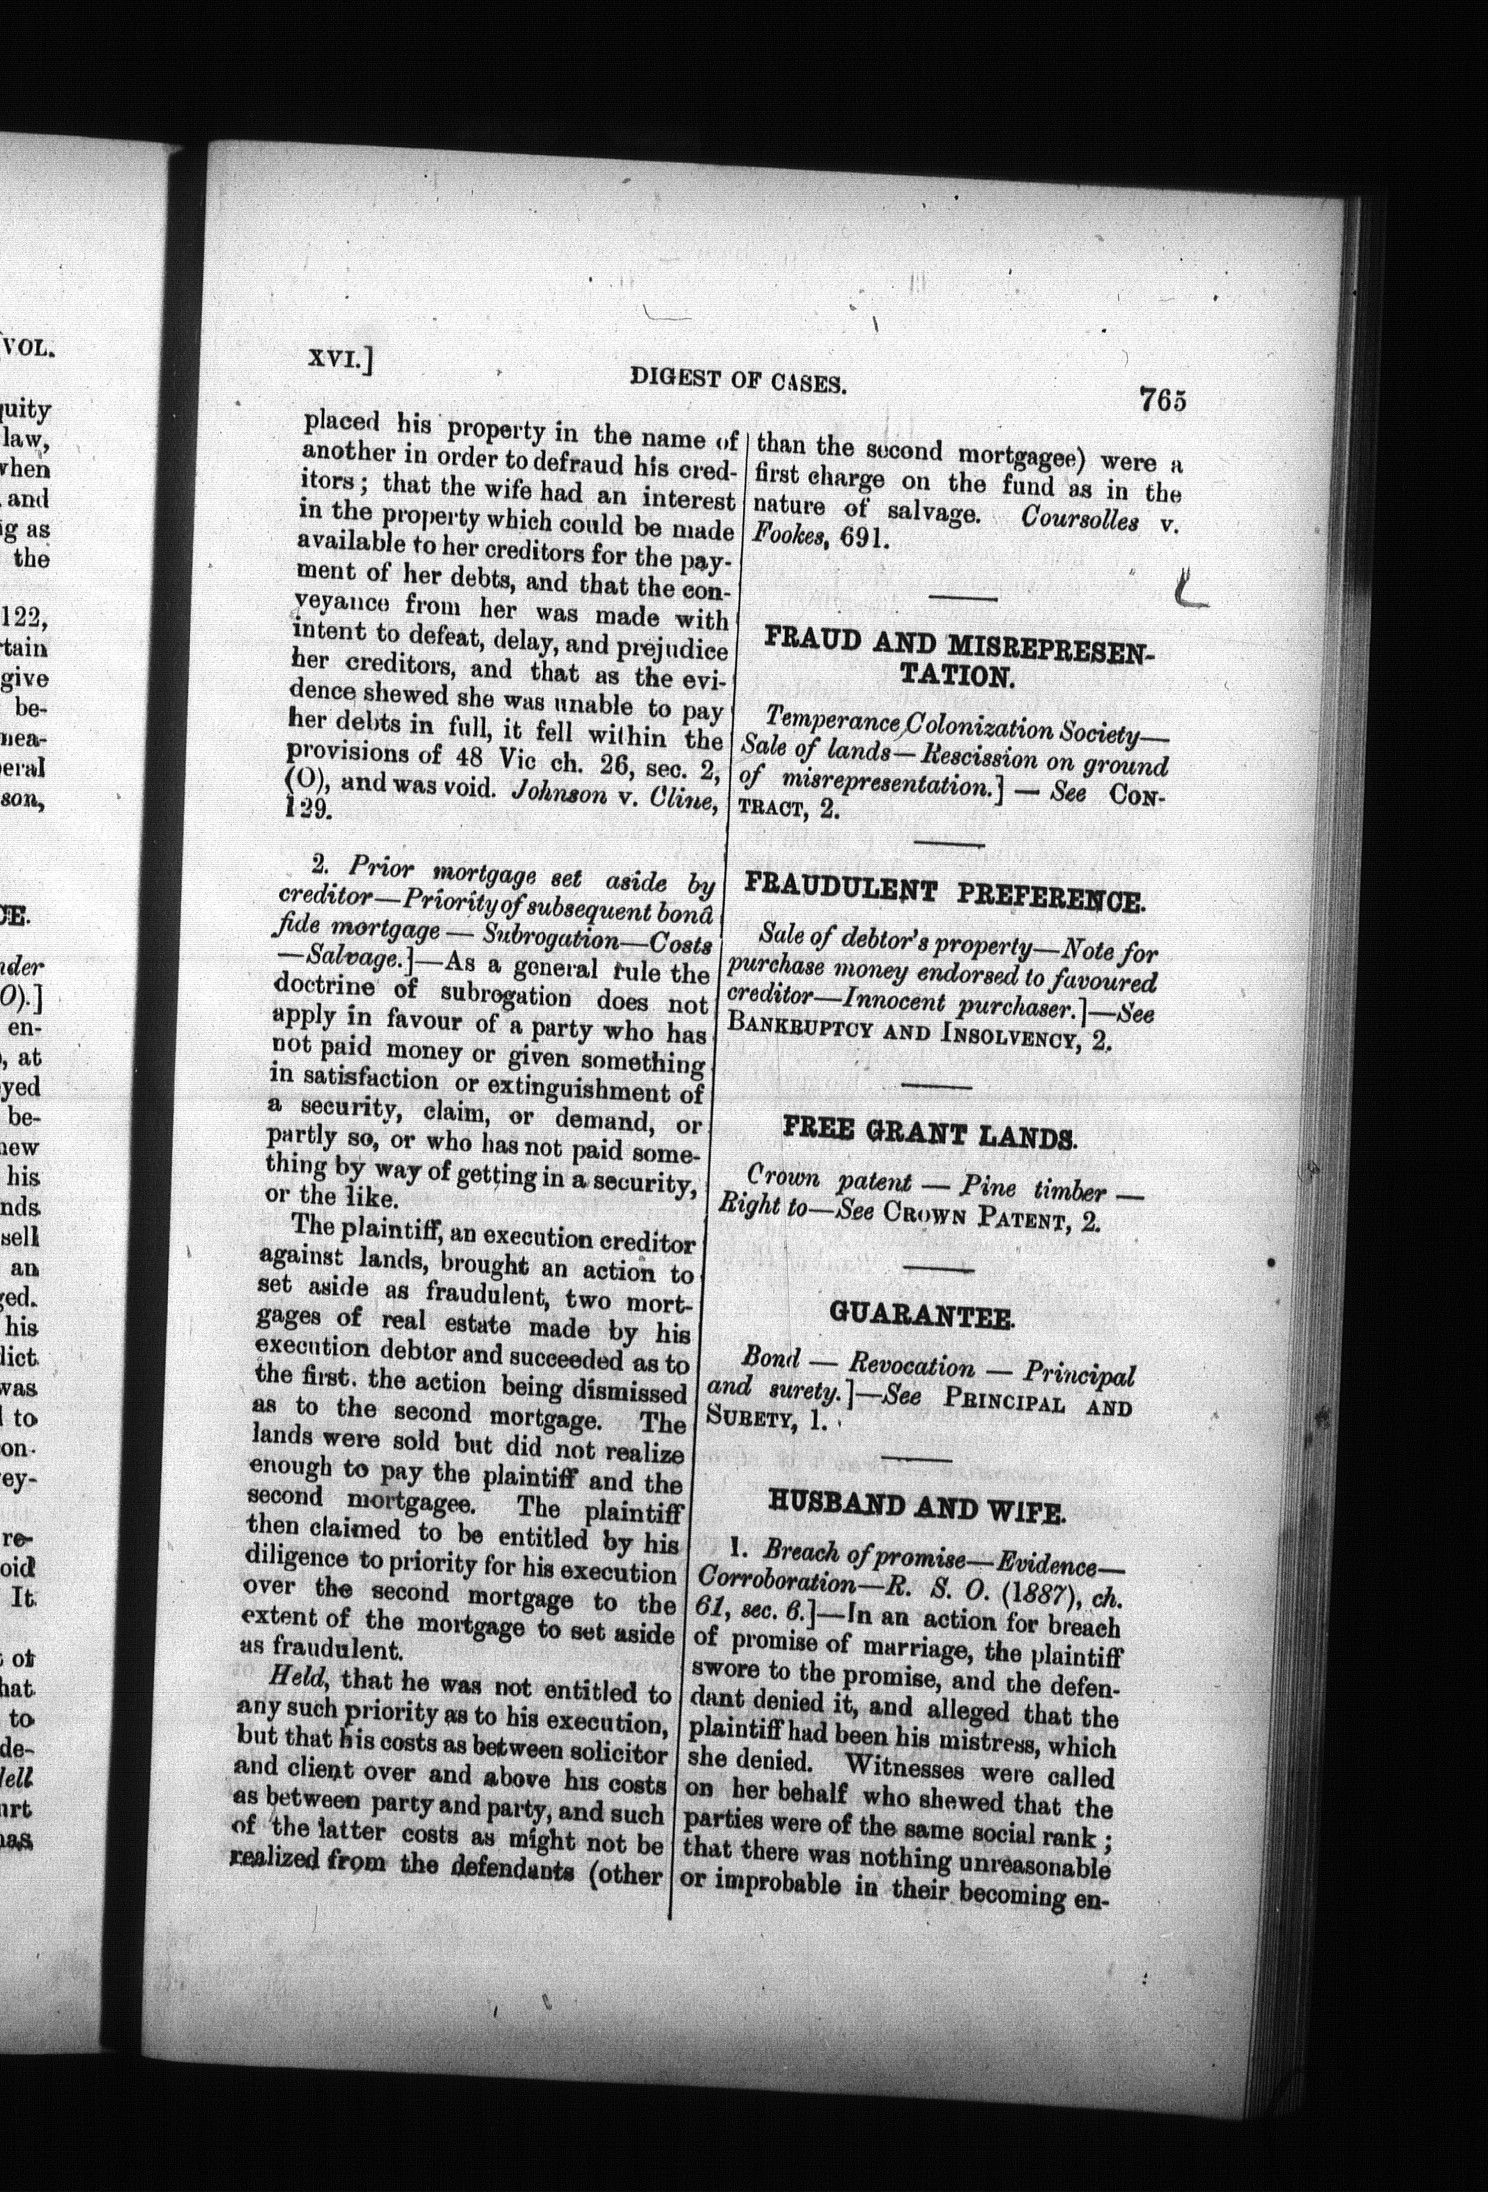 VOL.
law,
when
and
as
the
122,
give
be-
son,
en-
at
be-
his
sell
an
his
was
to
It
to
de-
XVI.]
DIGEST OF CASES.
765
placed his property in the name of
another in order to defraud his cred-
itors; that the wife had an interest
in the property which could be made
available to her creditors for the pay-
ment of her debts, and that the con-
veyance from her was made with
intent to defeat, delay, and prejudice
her creditors, and that as the evi-
dence shewed she was unable to pay
her debts in full, it fell within the
provisions of 48 Vic ch. 26, sec. 2,
(O), and was void. Johnson v. Cline,
129.
2. Prior mortgage set aside by
creditor—Priority of subsequent bonâ
fide mortgage — Subrogation—Costs
—Salvage.]—As a general rule the
doctrine of subrogation does not
apply in favour of a party who has
not paid money or given something
in satisfaction or extinguishment of
a security, claim, or demand, or
partly so, or who has not paid some-
thing by way of getting in a security,
or the like.
The plaintiff, an execution creditor
against lands, brought an action to
set aside as fraudulent, two mort-
gages of real estate made by his
execution debtor and succeeded as to
the first. the action being dismissed
as to the second mortgage. The
lands were sold but did not realize
enough to pay the plaintiff and the
second mortgagee. The plaintiff
then claimed to be entitled by his
diligence to priority for his execution
over the second mortgage to the
extent of the mortgage to set aside
as fraudulent.
Held, that he was not entitled to
any such priority as to his execution,
but that his costs as between solicitor
and client over and above his costs
as between party and party, and such
of the latter costs as might not be
realized from the defendants (other
than the second mortgagee) were a
first charge on the fund as in the
nature of salvage. Coursolles v.
Fookes, 691.
FRAUD AND MISREPRESEN-
TATION.
Temperance Colonization Society—
Sale of lands—Rescission on ground
of misrepresentation.] — See CON-
TRACT, 2.
FRAUDULENT PREFERENCE.
Sale of debtor's property—Note for
purchase money endorsed to favoured
creditor—Innocent purchaser.]—See
BANKRUPTCY AND INSOLVENCY, 2.
FREE GRANT LANDS.
Crown patent — Pine timber —
Right to—See CROWN PATENT, 2.
GUARANTEE.
Bond — Revocation — Principal
and surety.]—See PRINCIPAL AND
SURETY, 1.
HUSBAND AND WIFE.
1. Breach of promise—Evidence—
Corroboration—R. S. O. (1887), ch.
61, sec. 6.]—In an action for breach
of promise of marriage, the plaintiff
swore to the promise, and the defen-
dant denied it, and alleged that the
plaintiff had been his mistress, which
she denied. Witnesses were called
on her behalf who shewed that the
parties were of the same social rank ;
that there was nothing unreasonable
or improbable in their becoming en-